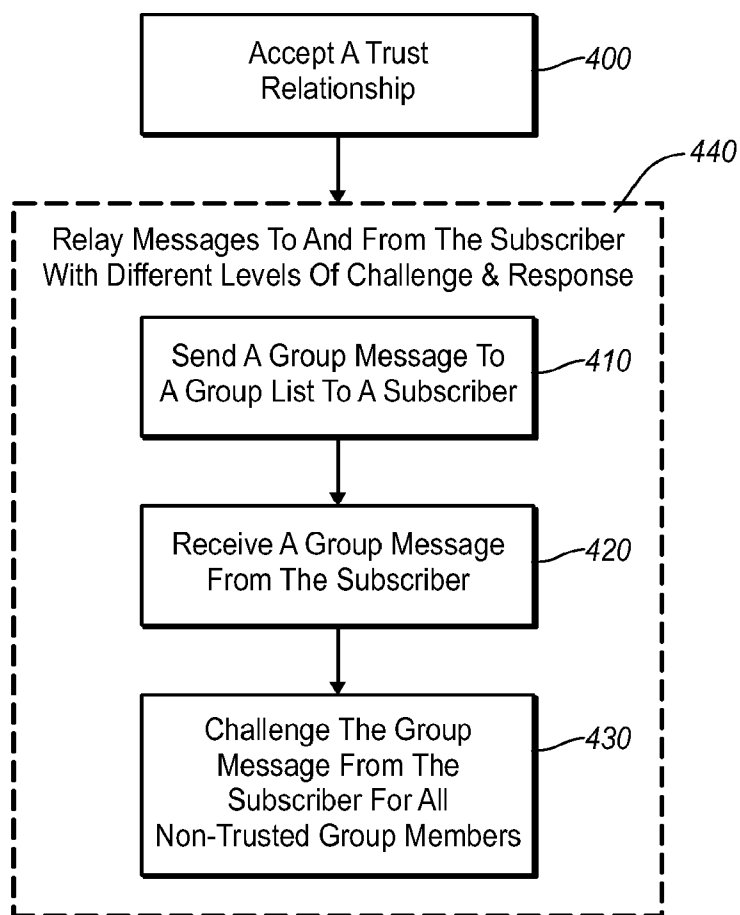 Accept A Trust
Relationship
400
440
Relay Messages To And From The Subscriber
With Different Levels Of Challenge & Response
Send A Group Message To
A Group List To A Subscriber
410
Receive A Group Message
From The Subscriber
420
Challenge The Group
Message From The
Subscriber For All
Non-Trusted Group Members
430